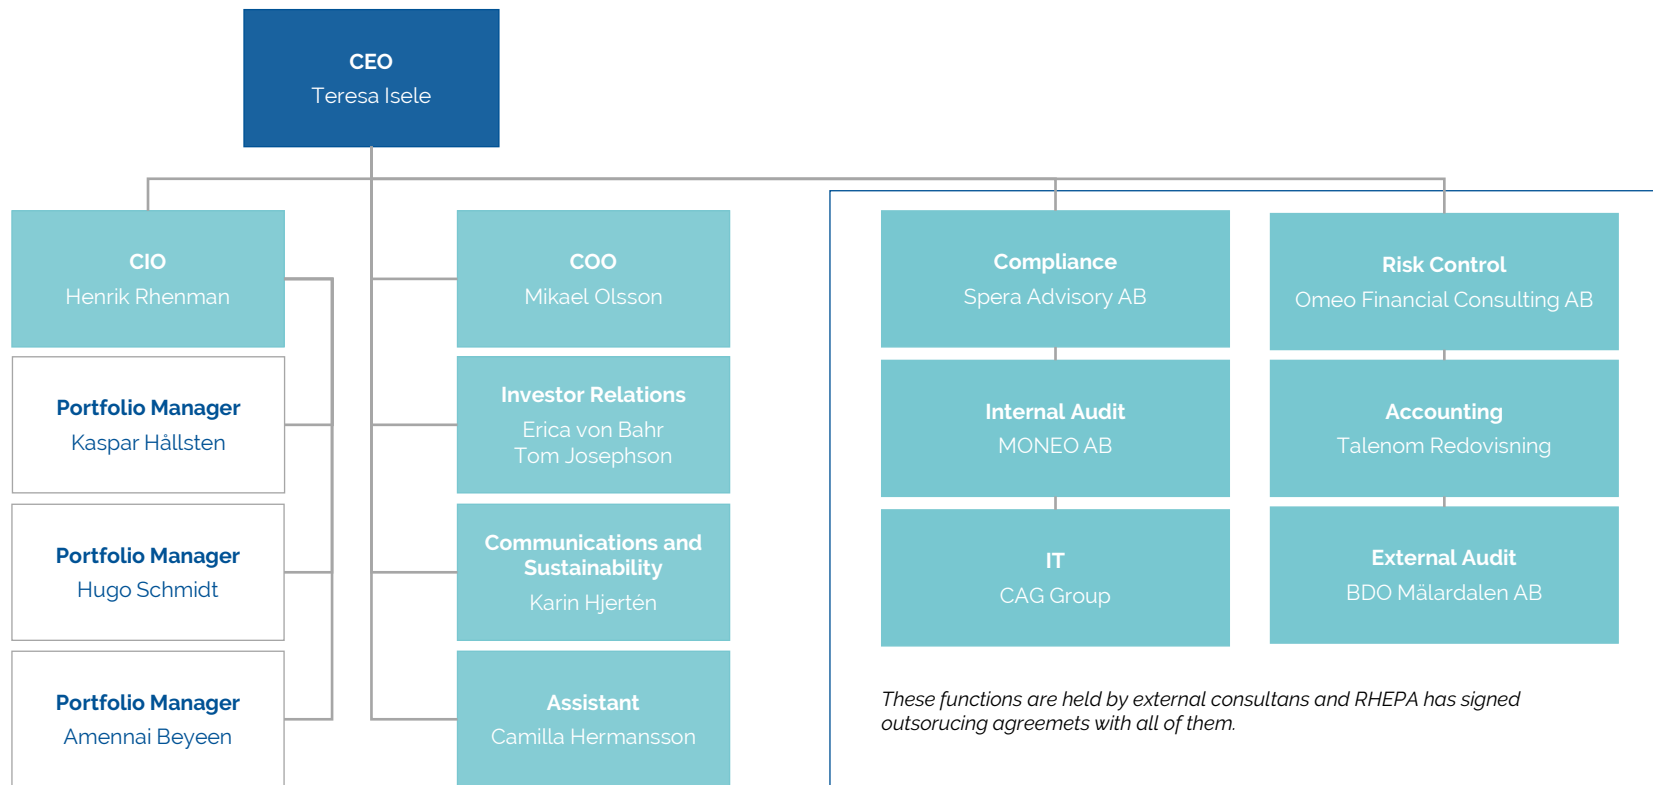 CEO
Teresa Isele
CIO
Henrik Rhenman
Portfolio Manager
Kaspar Hållsten
Portfolio Manager
Hugo Schmidt
Portfolio Manager
Amennai Beyeen
COO
Mikael Olsson
Investor Relations
Erica von Bahr
Tom Josephson
Communications and
Sustainability
Karin Hjertén
Assistant
Camilla Hermansson
Compliance
Spera Advisory AB
Internal Audit
MONEO AB
IT
CAG Group
Risk Control
Omeo Financial Consulting AB
Accounting
Talenom Redovisning
External Audit
BDO Mälardalen AB
These functions are held by external consultans and RHEPA has signed
outsorucing agreemets with all of them.